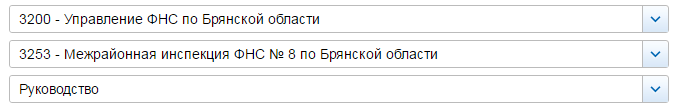 3200 - Управление ФНС по Брянской области
3253 - Межрайонная инспекция ФНС № 8 по Брянской области
Руководство